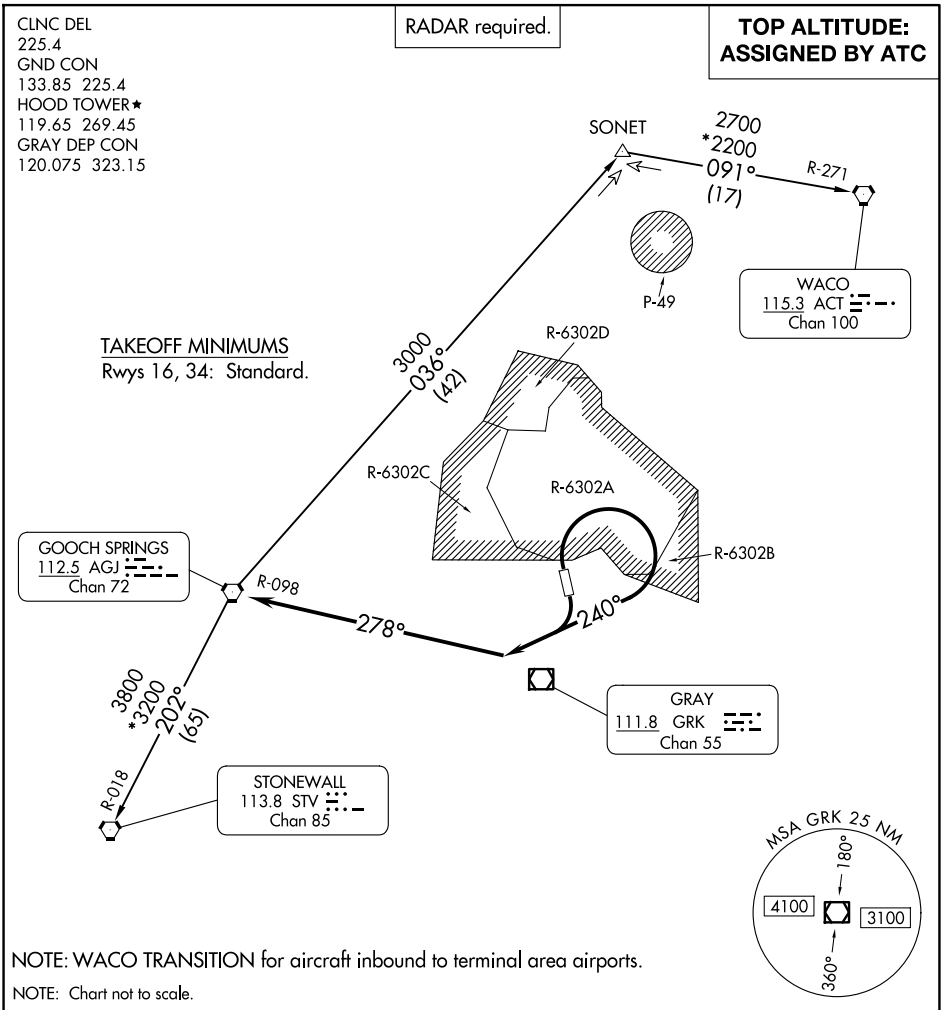 CLNC DEL
225.4
GND CON
133.85 225.4
HOOD TOWER★
119.65 269.45
GRAY DEP CON
120.075 323.15
RADAR required.
TOP ALTITUDE:
ASSIGNED BY ATC
SONET
2700
*2200
091°
(17)
R-271
P-49
WACO
115.3 ACT
Chan 100
TAKEOFF MINIMUMS
Rwys 16, 34: Standard.
3000
036°
(42)
R-6302D
R-6302C
R-6302A
R-6302B
GOOCH SPRINGS
112.5 AGJ
Chan 72
R-098
278°
240°
3800
*3200
202°
(65)
R-018
GRAY
111.8 GRK
Chan 55
STONEWALL
113.8 STV
Chan 85
MSA GRK 25 NM
180°
4100
3100
360°
NOTE: WACO TRANSITION for aircraft inbound to terminal area airports.
NOTE: Chart not to scale.